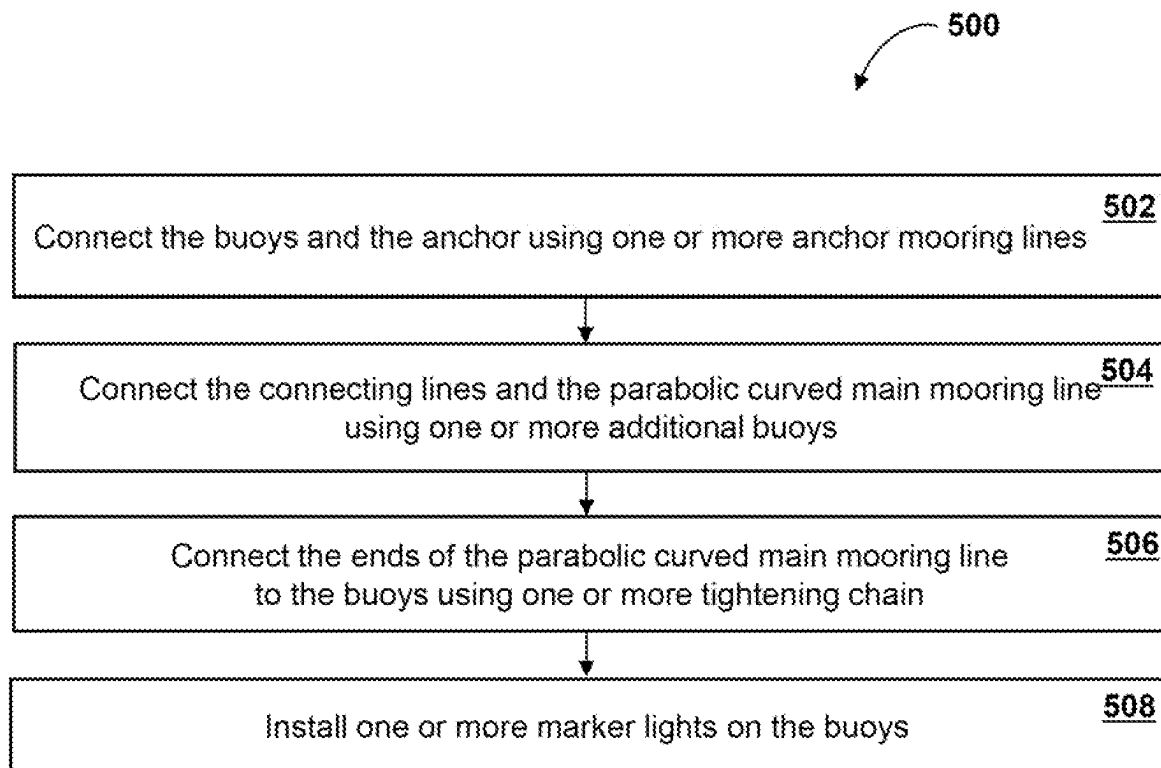 500
502
Connect the buoys and the anchor using one or more anchor mooring lines
504
Connect the connecting lines and the parabolic curved main mooring line
using one or more additional buoys
506
Connect the ends of the parabolic curved main mooring line
to the buoys using one or more tightening chain
508
Install one or more marker lights on the buoys